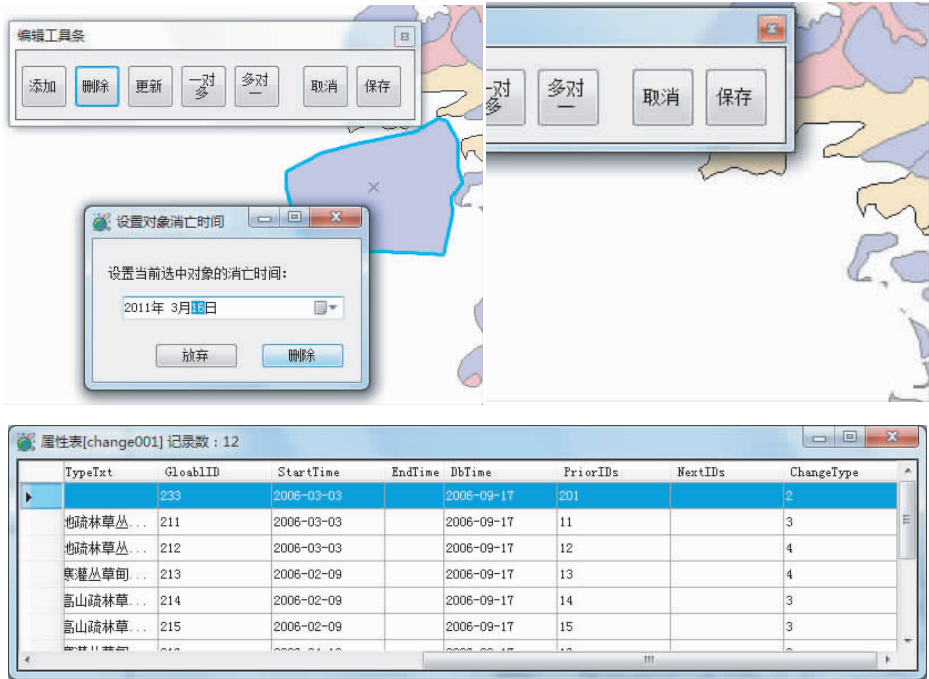 编辑工具条
添加 删除 更新 一对多 多对一 取消 保存
设置对象消亡时间
设置当前选中对象的消亡时间：
2011年 3月16日
放弃 删除
多对一 取消 保存
属性表[change001] 记录数：12
TypeTxt GloablID StartTime EndTime DbTime PriorIDs NextIDs ChangeType
233 2006-03-03 2006-09-17 201 2
地疏林草丛... 211 2006-03-03 2006-09-17 11 3
地疏林草丛... 212 2006-03-03 2006-09-17 12 4
寒灌丛草甸... 213 2006-02-09 2006-09-17 13 4
高山疏林草... 214 2006-02-09 2006-09-17 14 3
高山疏林草... 215 2006-02-09 2006-09-17 15 3